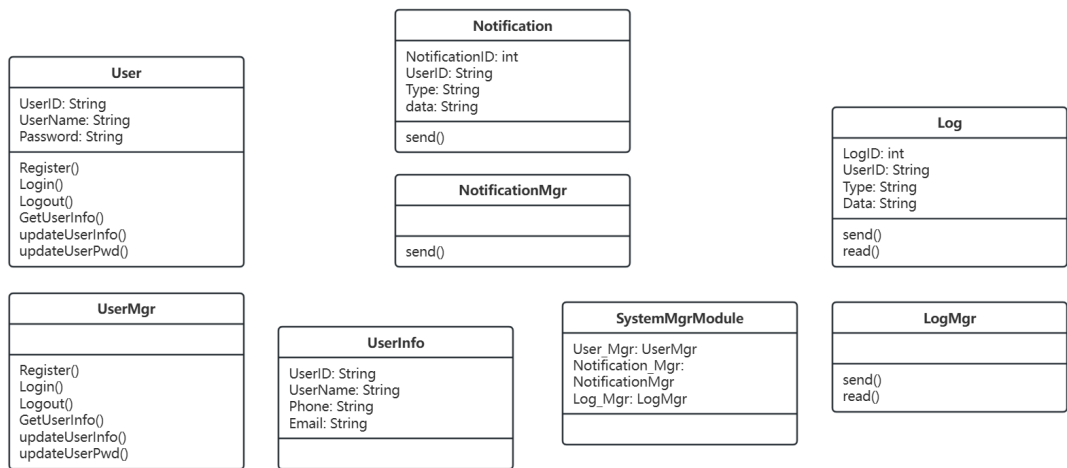 User
UserID: String
UserName: String
Password: String
Register()
Login()
Logout()
GetUserInfo()
updateUserInfo()
updateUserPwd()
Notification
NotificationID: int
UserID: String
Type: String
data: String
send()
NotificationMgr
send()
Log
LogID: int
UserID: String
Type: String
Data: String
send()
read()
UserMgr
Register()
Login()
Logout()
GetUserInfo()
updateUserInfo()
updateUserPwd()
UserInfo
UserID: String
UserName: String
Phone: String
Email: String
SystemMgrModule
User_Mgr: UserMgr
Notification_Mgr:
NotificationMgr
Log_Mgr: LogMgr
LogMgr
send()
read()